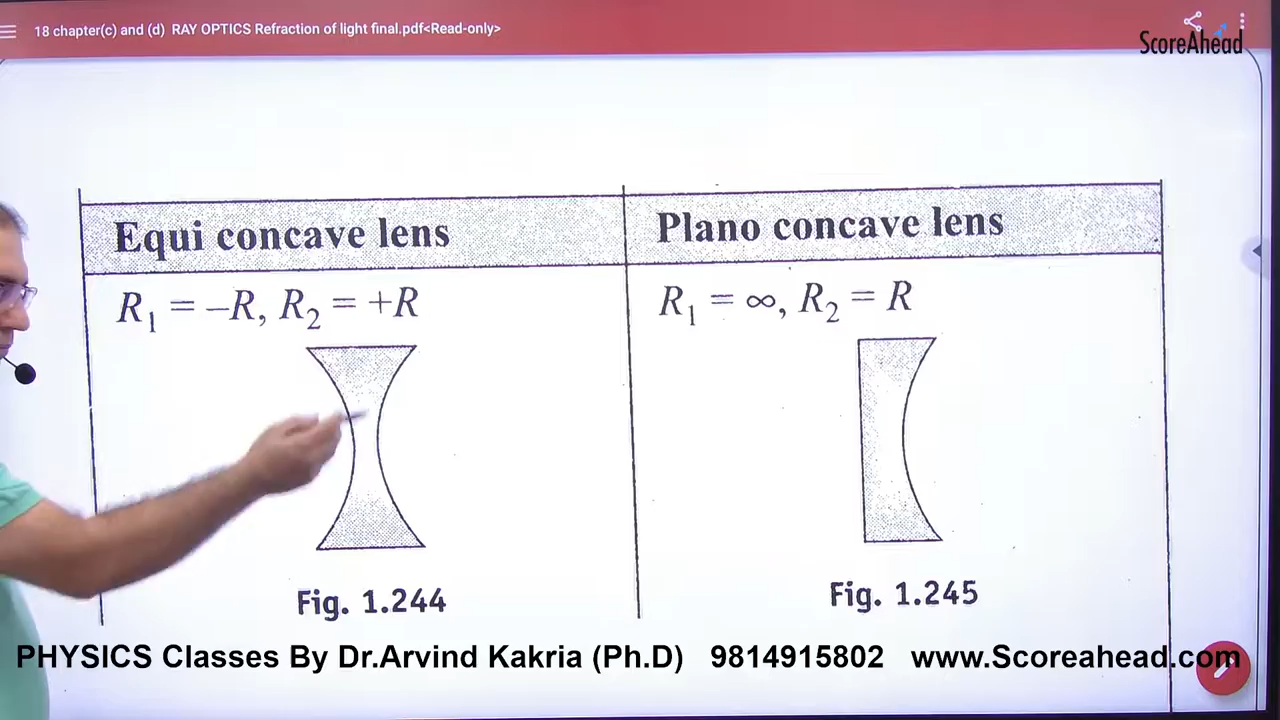 18 chapter(c) and (d) RAY OPTICS Refraction of light final.pdf<Read-only>
ScoreAhead
Equi concave lens
Plano concave lens
R₁ = –R, R₂ = +R
R₁ = ∞, R₂ = R
Fig. 1.244
Fig. 1.245
PHYSICS Classes By Dr.Arvind Kakria (Ph.D) 9814915802 www.Scoreahead.com